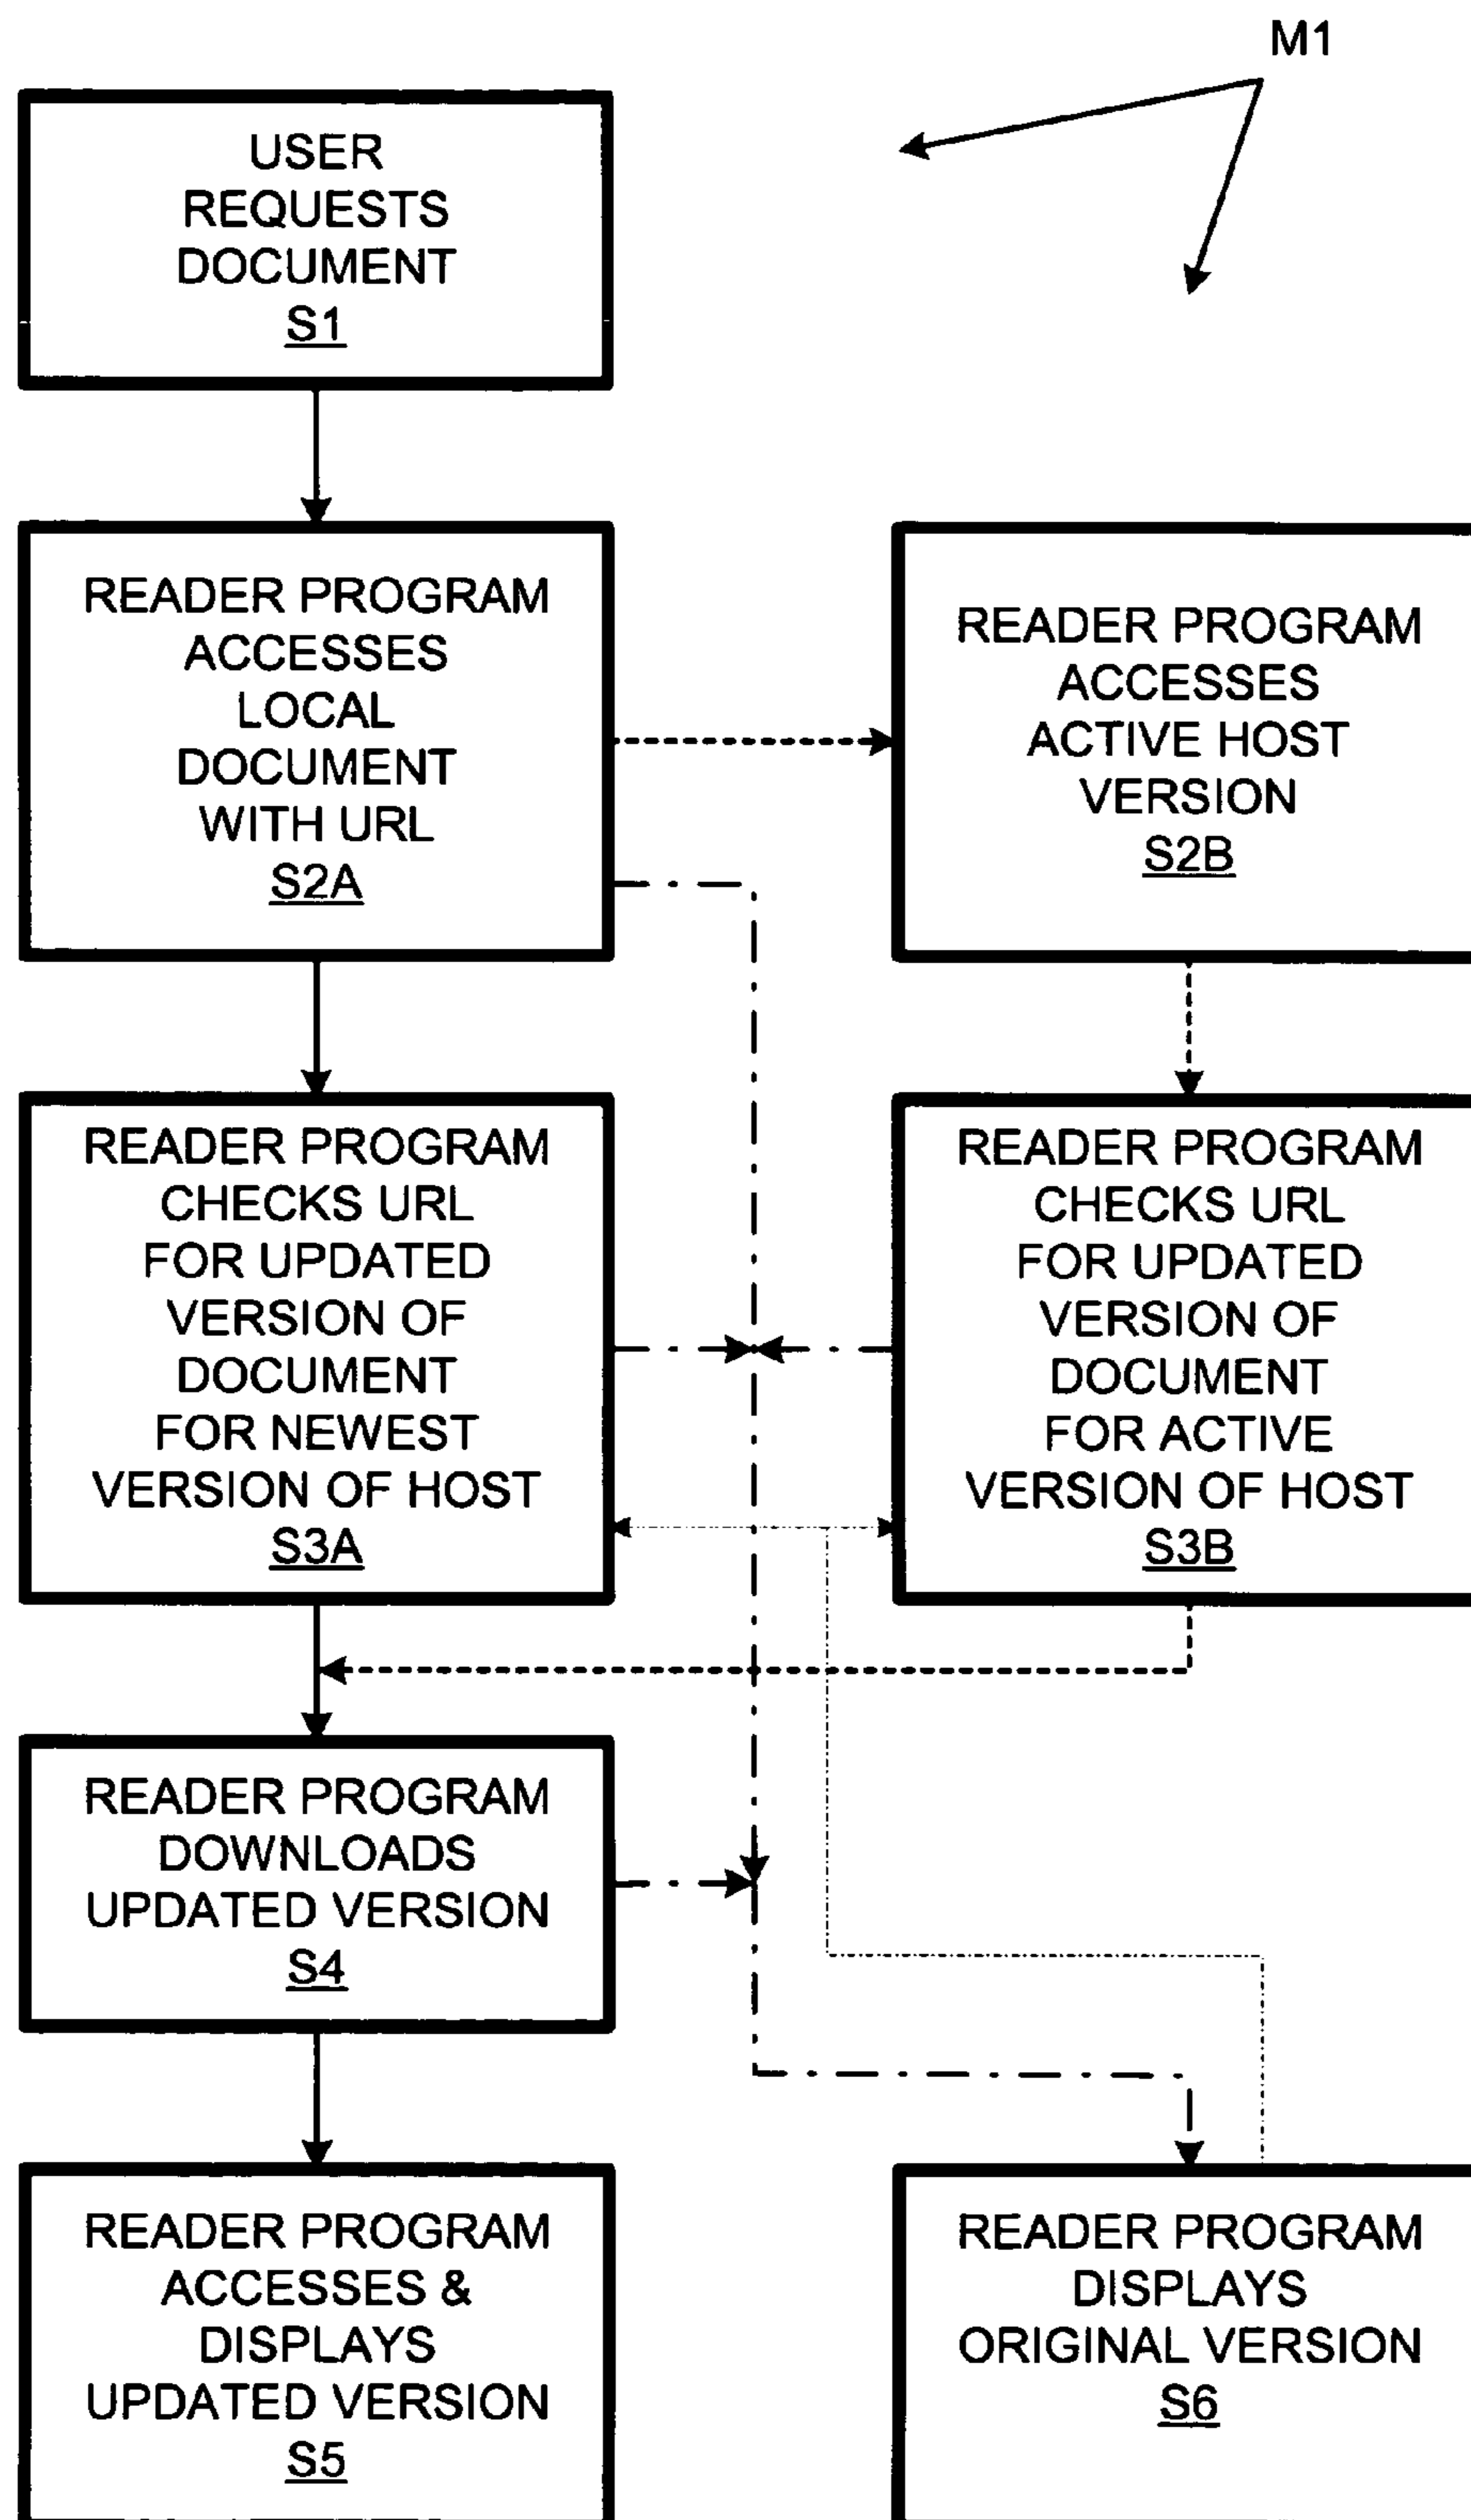 M1
USER
REQUESTS
DOCUMENT
S1
READER PROGRAM
ACCESSES
LOCAL
DOCUMENT
WITH URL
S2A
READER PROGRAM
ACCESSES
ACTIVE HOST
VERSION
S2B
READER PROGRAM
CHECKS URL
FOR UPDATED
VERSION OF
DOCUMENT
FOR NEWEST
VERSION OF HOST
S3A
READER PROGRAM
CHECKS URL
FOR UPDATED
VERSION OF
DOCUMENT
FOR ACTIVE
VERSION OF HOST
S3B
READER PROGRAM
DOWNLOADS
UPDATED VERSION
S4
READER PROGRAM
ACCESSES &
DISPLAYS
UPDATED VERSION
S5
READER PROGRAM
DISPLAYS
ORIGINAL VERSION
S6